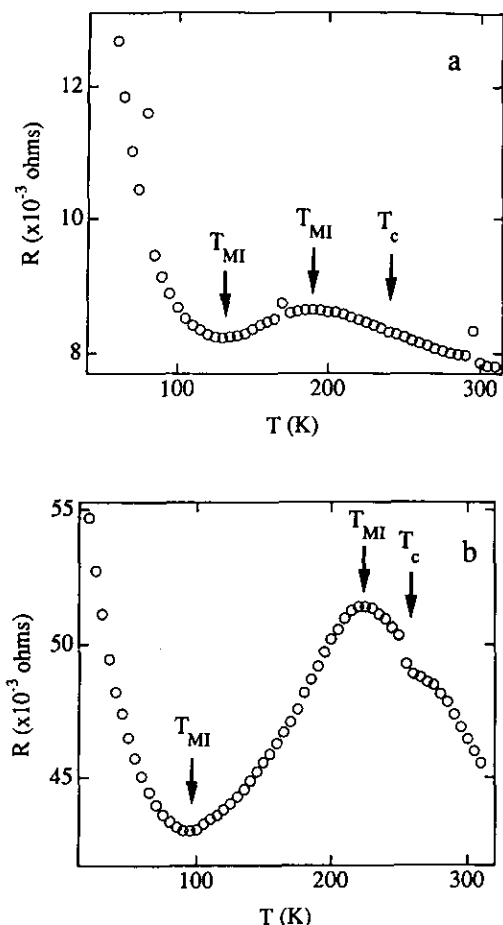 a
12
10
8
R (x10⁻³ ohms)
T_MI
T_MI
T_c
100
200
300
T (K)
b
55
50
45
R (x10⁻³ ohms)
T_MI
T_MI
T_c
100
200
300
T (K)